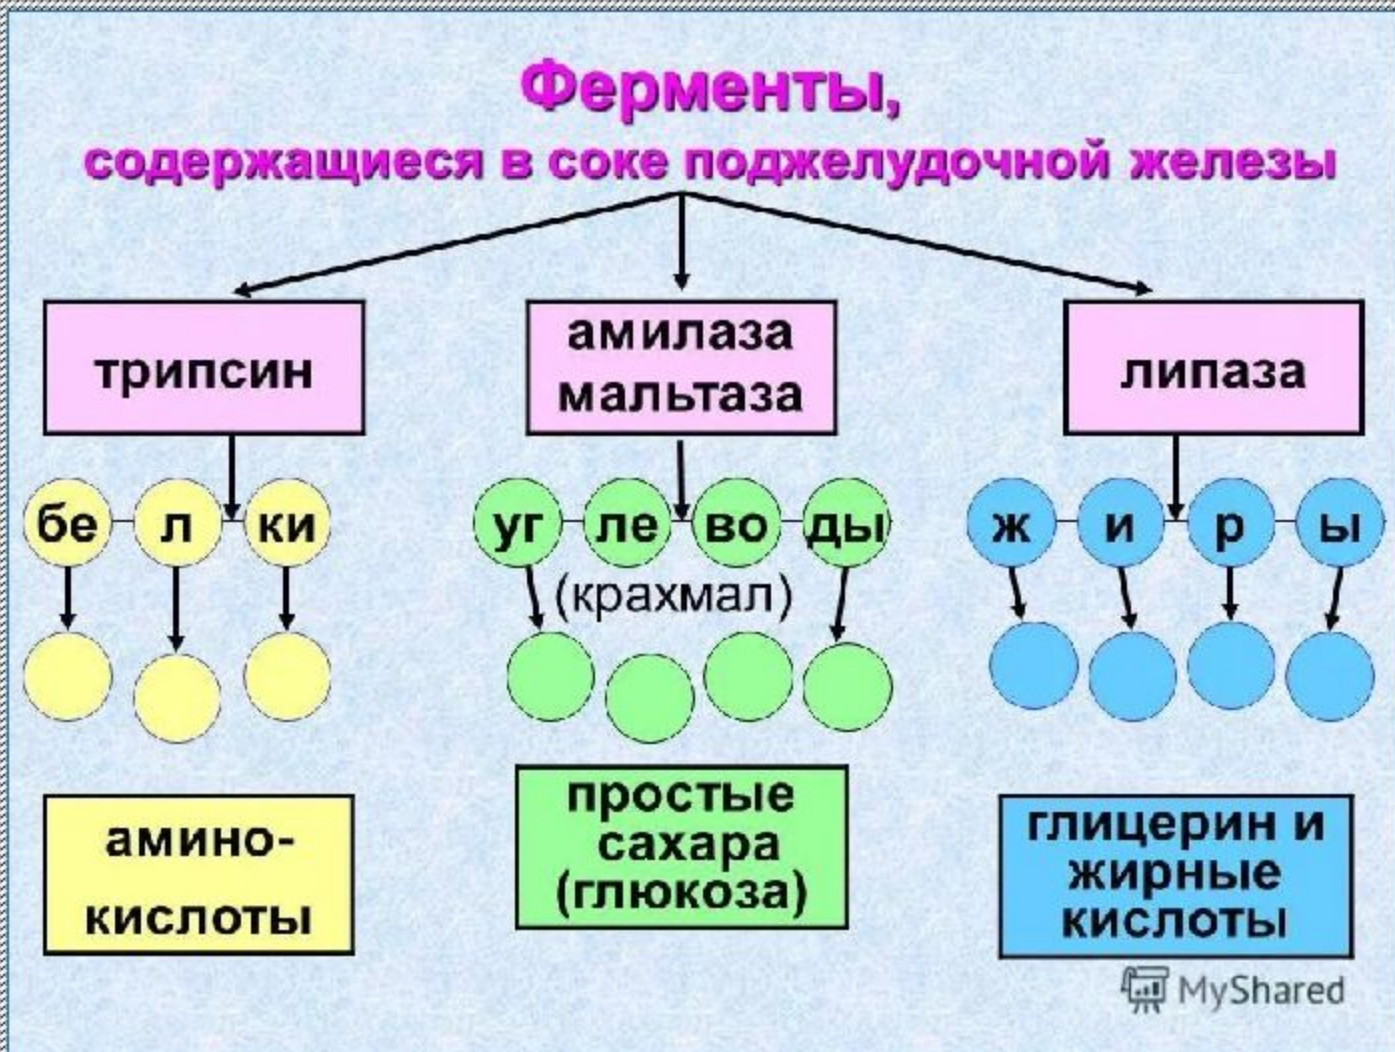 Ферменты,
содержащиеся в соке поджелудочной железы
трипсин
амилаза
мальтаза
липаза
бе л ки
уг ле во ды
(крахмал)
ж и р ы
амино-
кислоты
простые
сахара
(глюкоза)
глицерин и
жирные
кислоты
MyShared